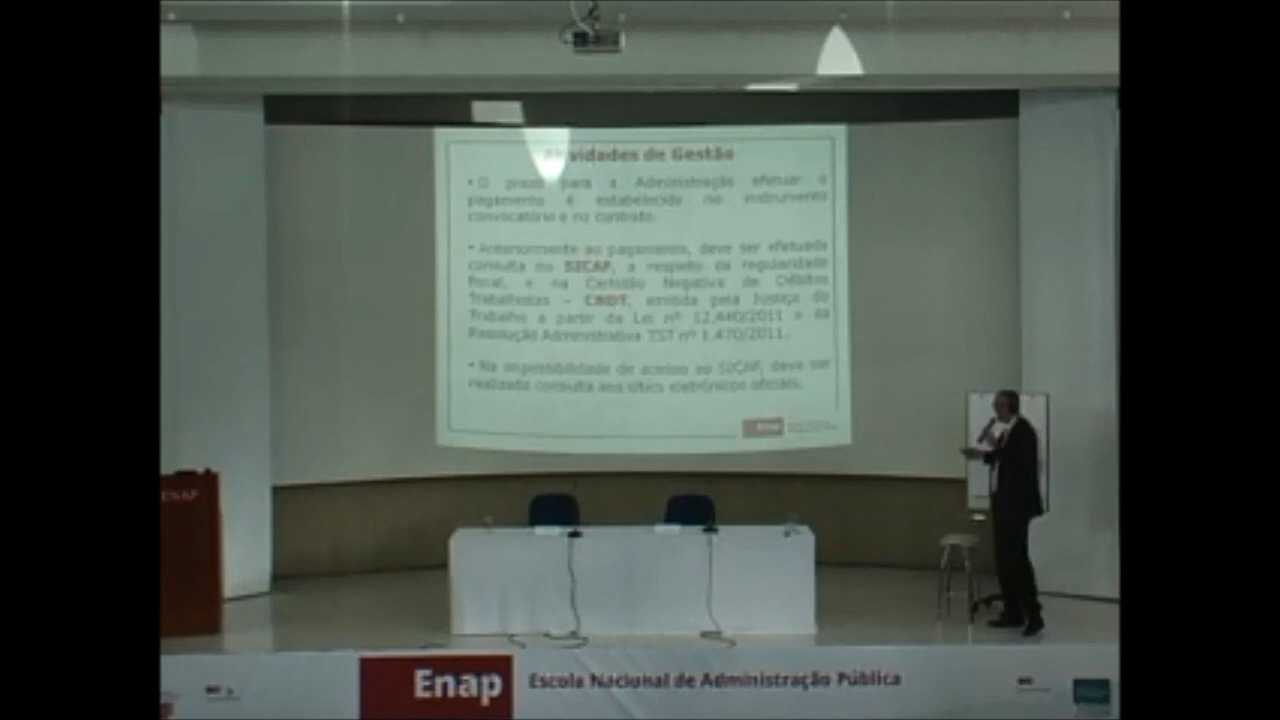 Atividades de Gestão
• O prazo para a Administração efetuar o
pagamento é estabelecido no instrumento
convocatório e no contrato.
• Anteriormente ao pagamento, deve ser efetuada
consulta no SICAF, a respeito da regularidade
fiscal, e na Certidão Negativa de Débitos
Trabalhistas – CNDT, emitida pela Justiça do
Trabalho a partir da Lei nº 12.440/2011 e da
Resolução Administrativa TST nº 1.470/2011.
• Na impossibilidade de acesso ao SICAF, deve ser
realizada consulta aos sítios eletrônicos oficiais.
Enap
ENAP
Enap Escola Nacional de Administração Pública